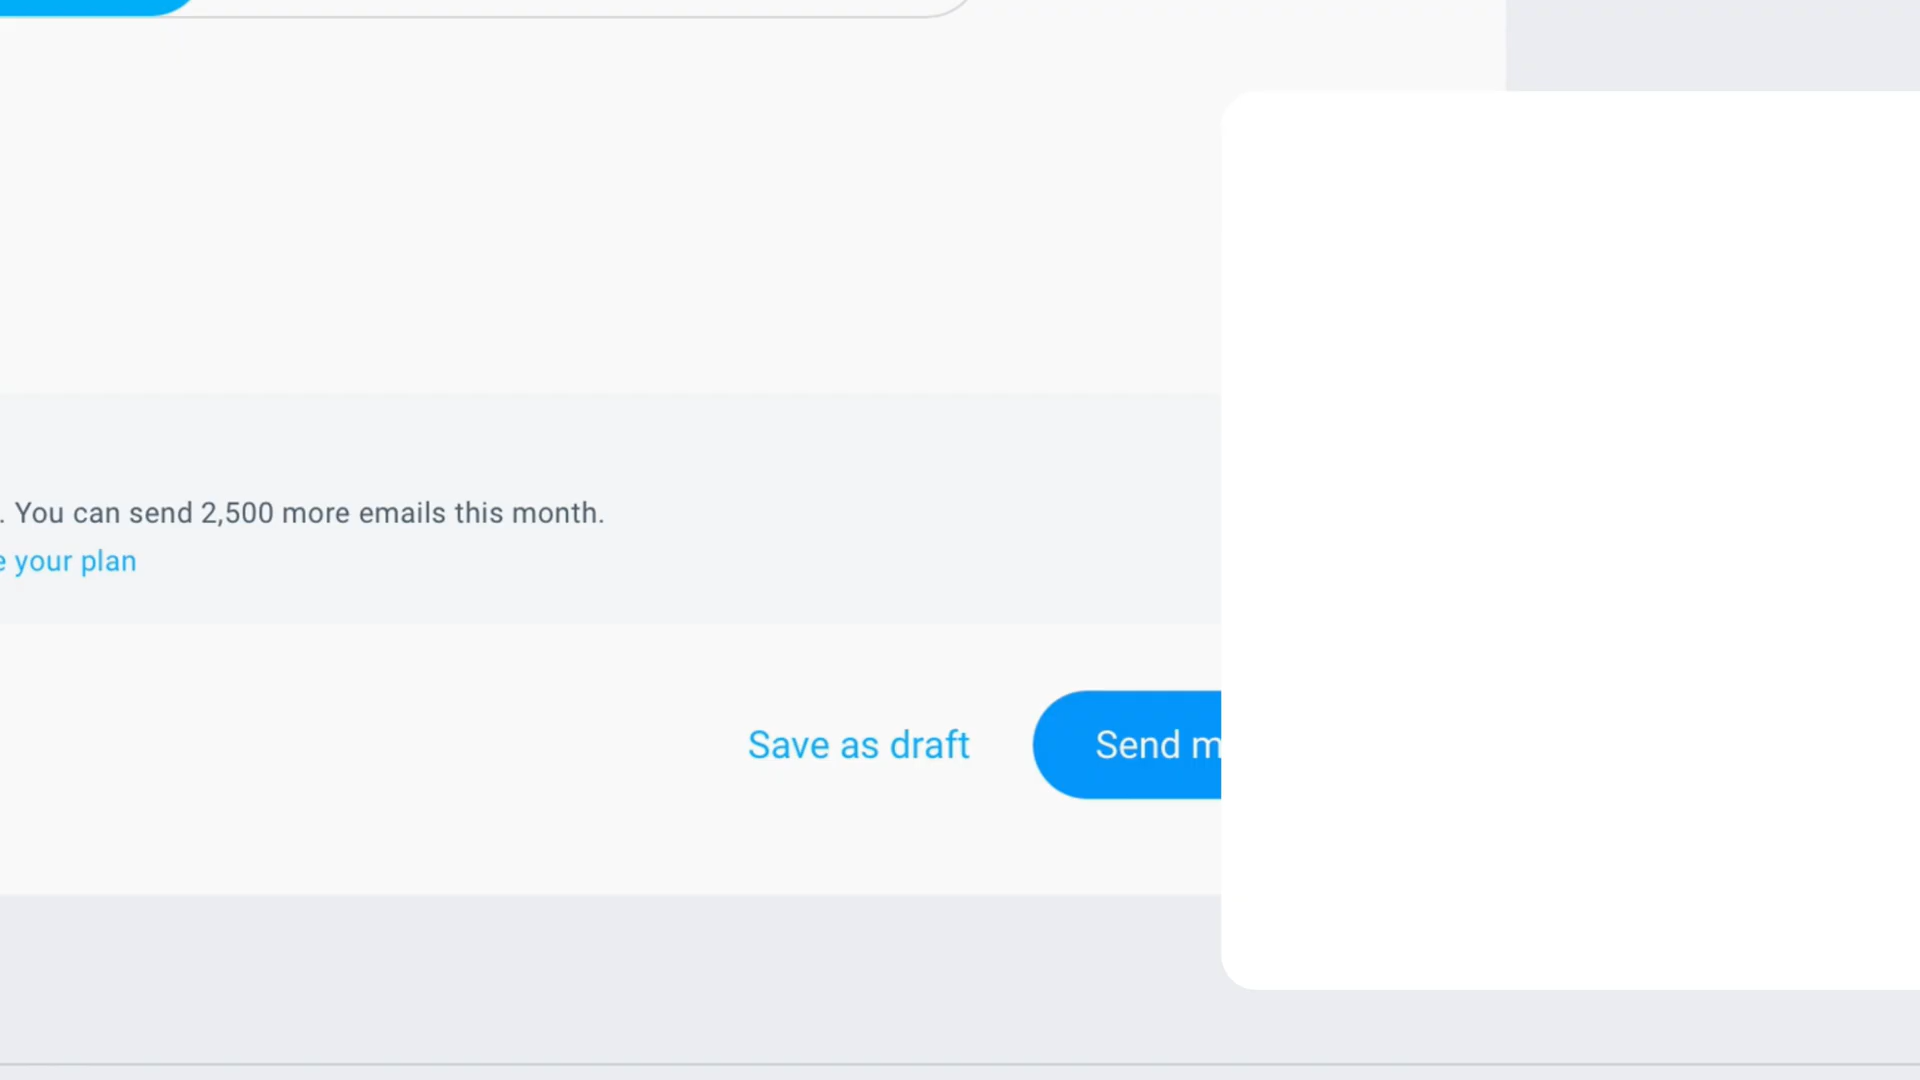 . You can send 2,500 more emails this month.
your plan
Save as draft
Send